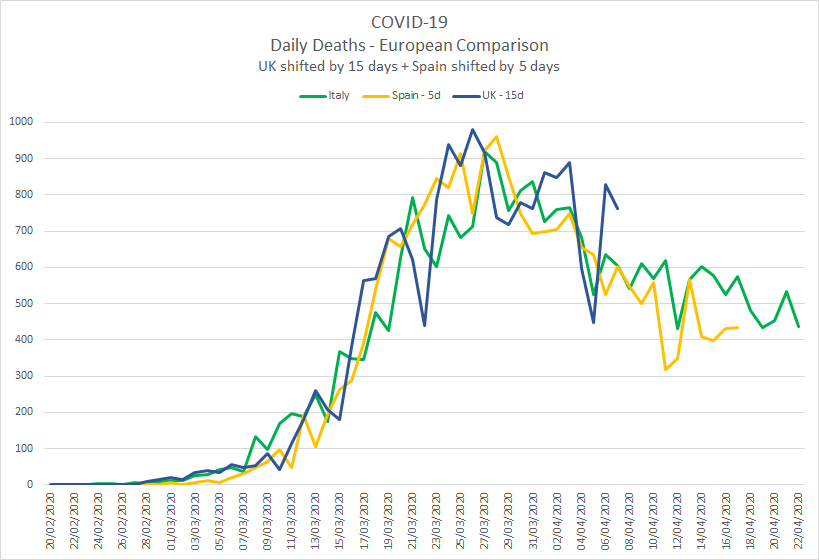 COVID-19
Daily Deaths - European Comparison
UK shifted by 15 days + Spain shifted by 5 days
Italy Spain - 5d UK - 15d
1000
900
800
700
600
500
400
300
200
100
0
20/02/2020 22/02/2020 24/02/2020 26/02/2020 28/02/2020 01/03/2020 03/03/2020 05/03/2020 07/03/2020 09/03/2020 11/03/2020 13/03/2020 15/03/2020 17/03/2020 19/03/2020 21/03/2020 23/03/2020 25/03/2020 27/03/2020 29/03/2020 31/03/2020 02/04/2020 04/04/2020 06/04/2020 08/04/2020 10/04/2020 12/04/2020 14/04/2020 16/04/2020 18/04/2020 20/04/2020 22/04/2020